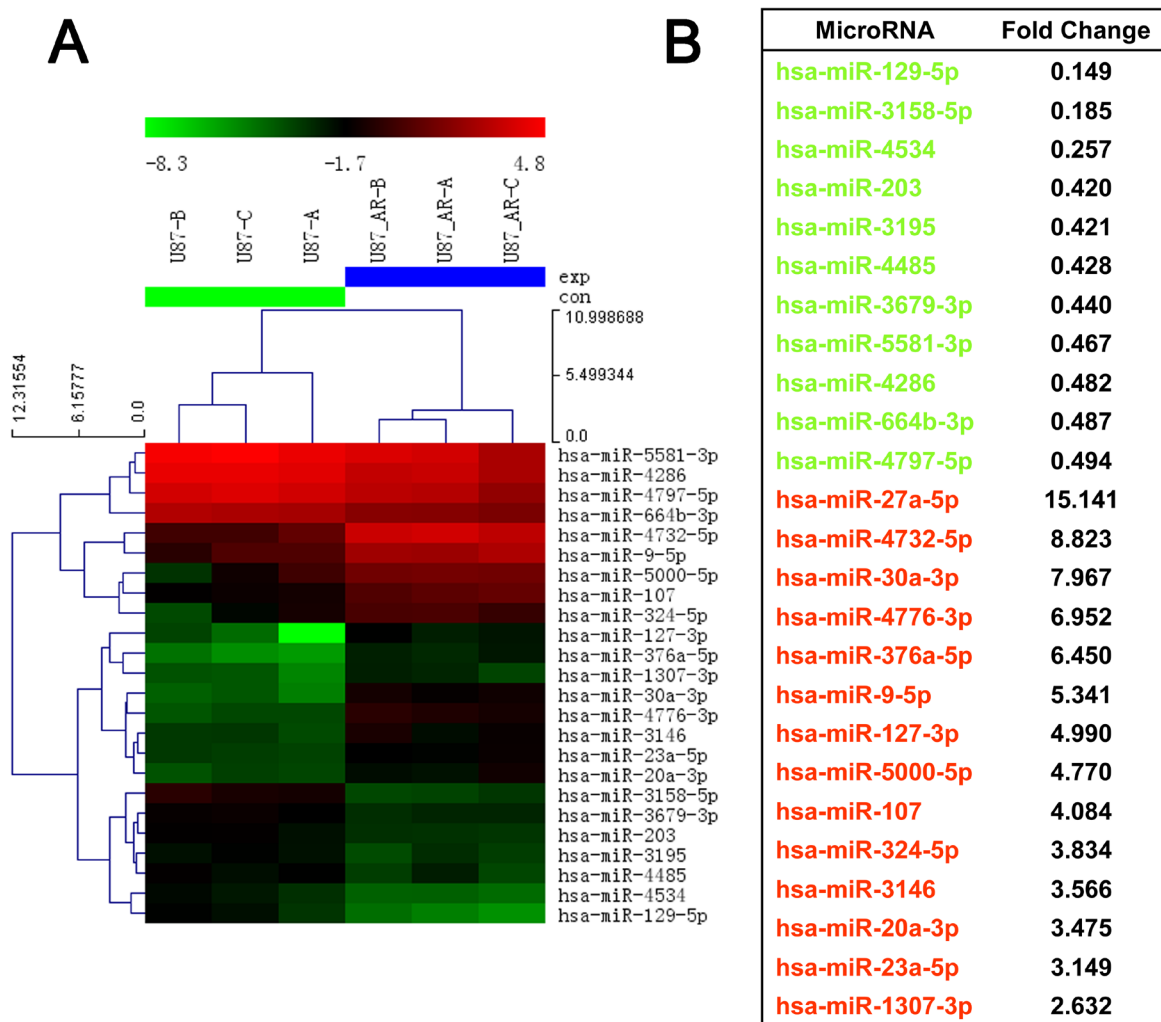 A
-8.3 -1.7 4.8
U87-B U87-C U87-A U87_AR-B U87_AR-A U87_AR-C
exp
con
10.998688
5.499344
0.0
12.31554 6.15777 0.0
hsa-miR-5581-3p
hsa-miR-4286
hsa-miR-4797-5p
hsa-miR-664b-3p
hsa-miR-4732-5p
hsa-miR-9-5p
hsa-miR-5000-5p
hsa-miR-107
hsa-miR-324-5p
hsa-miR-127-3p
hsa-miR-376a-5p
hsa-miR-1307-3p
hsa-miR-30a-3p
hsa-miR-4776-3p
hsa-miR-3146
hsa-miR-23a-5p
hsa-miR-20a-3p
hsa-miR-3158-5p
hsa-miR-3679-3p
hsa-miR-203
hsa-miR-3195
hsa-miR-4485
hsa-miR-4534
hsa-miR-129-5p
B
MicroRNA Fold Change
hsa-miR-129-5p 0.149
hsa-miR-3158-5p 0.185
hsa-miR-4534 0.257
hsa-miR-203 0.420
hsa-miR-3195 0.421
hsa-miR-4485 0.428
hsa-miR-3679-3p 0.440
hsa-miR-5581-3p 0.467
hsa-miR-4286 0.482
hsa-miR-664b-3p 0.487
hsa-miR-4797-5p 0.494
hsa-miR-27a-5p 15.141
hsa-miR-4732-5p 8.823
hsa-miR-30a-3p 7.967
hsa-miR-4776-3p 6.952
hsa-miR-376a-5p 6.450
hsa-miR-9-5p 5.341
hsa-miR-127-3p 4.990
hsa-miR-5000-5p 4.770
hsa-miR-107 4.084
hsa-miR-324-5p 3.834
hsa-miR-3146 3.566
hsa-miR-20a-3p 3.475
hsa-miR-23a-5p 3.149
hsa-miR-1307-3p 2.632